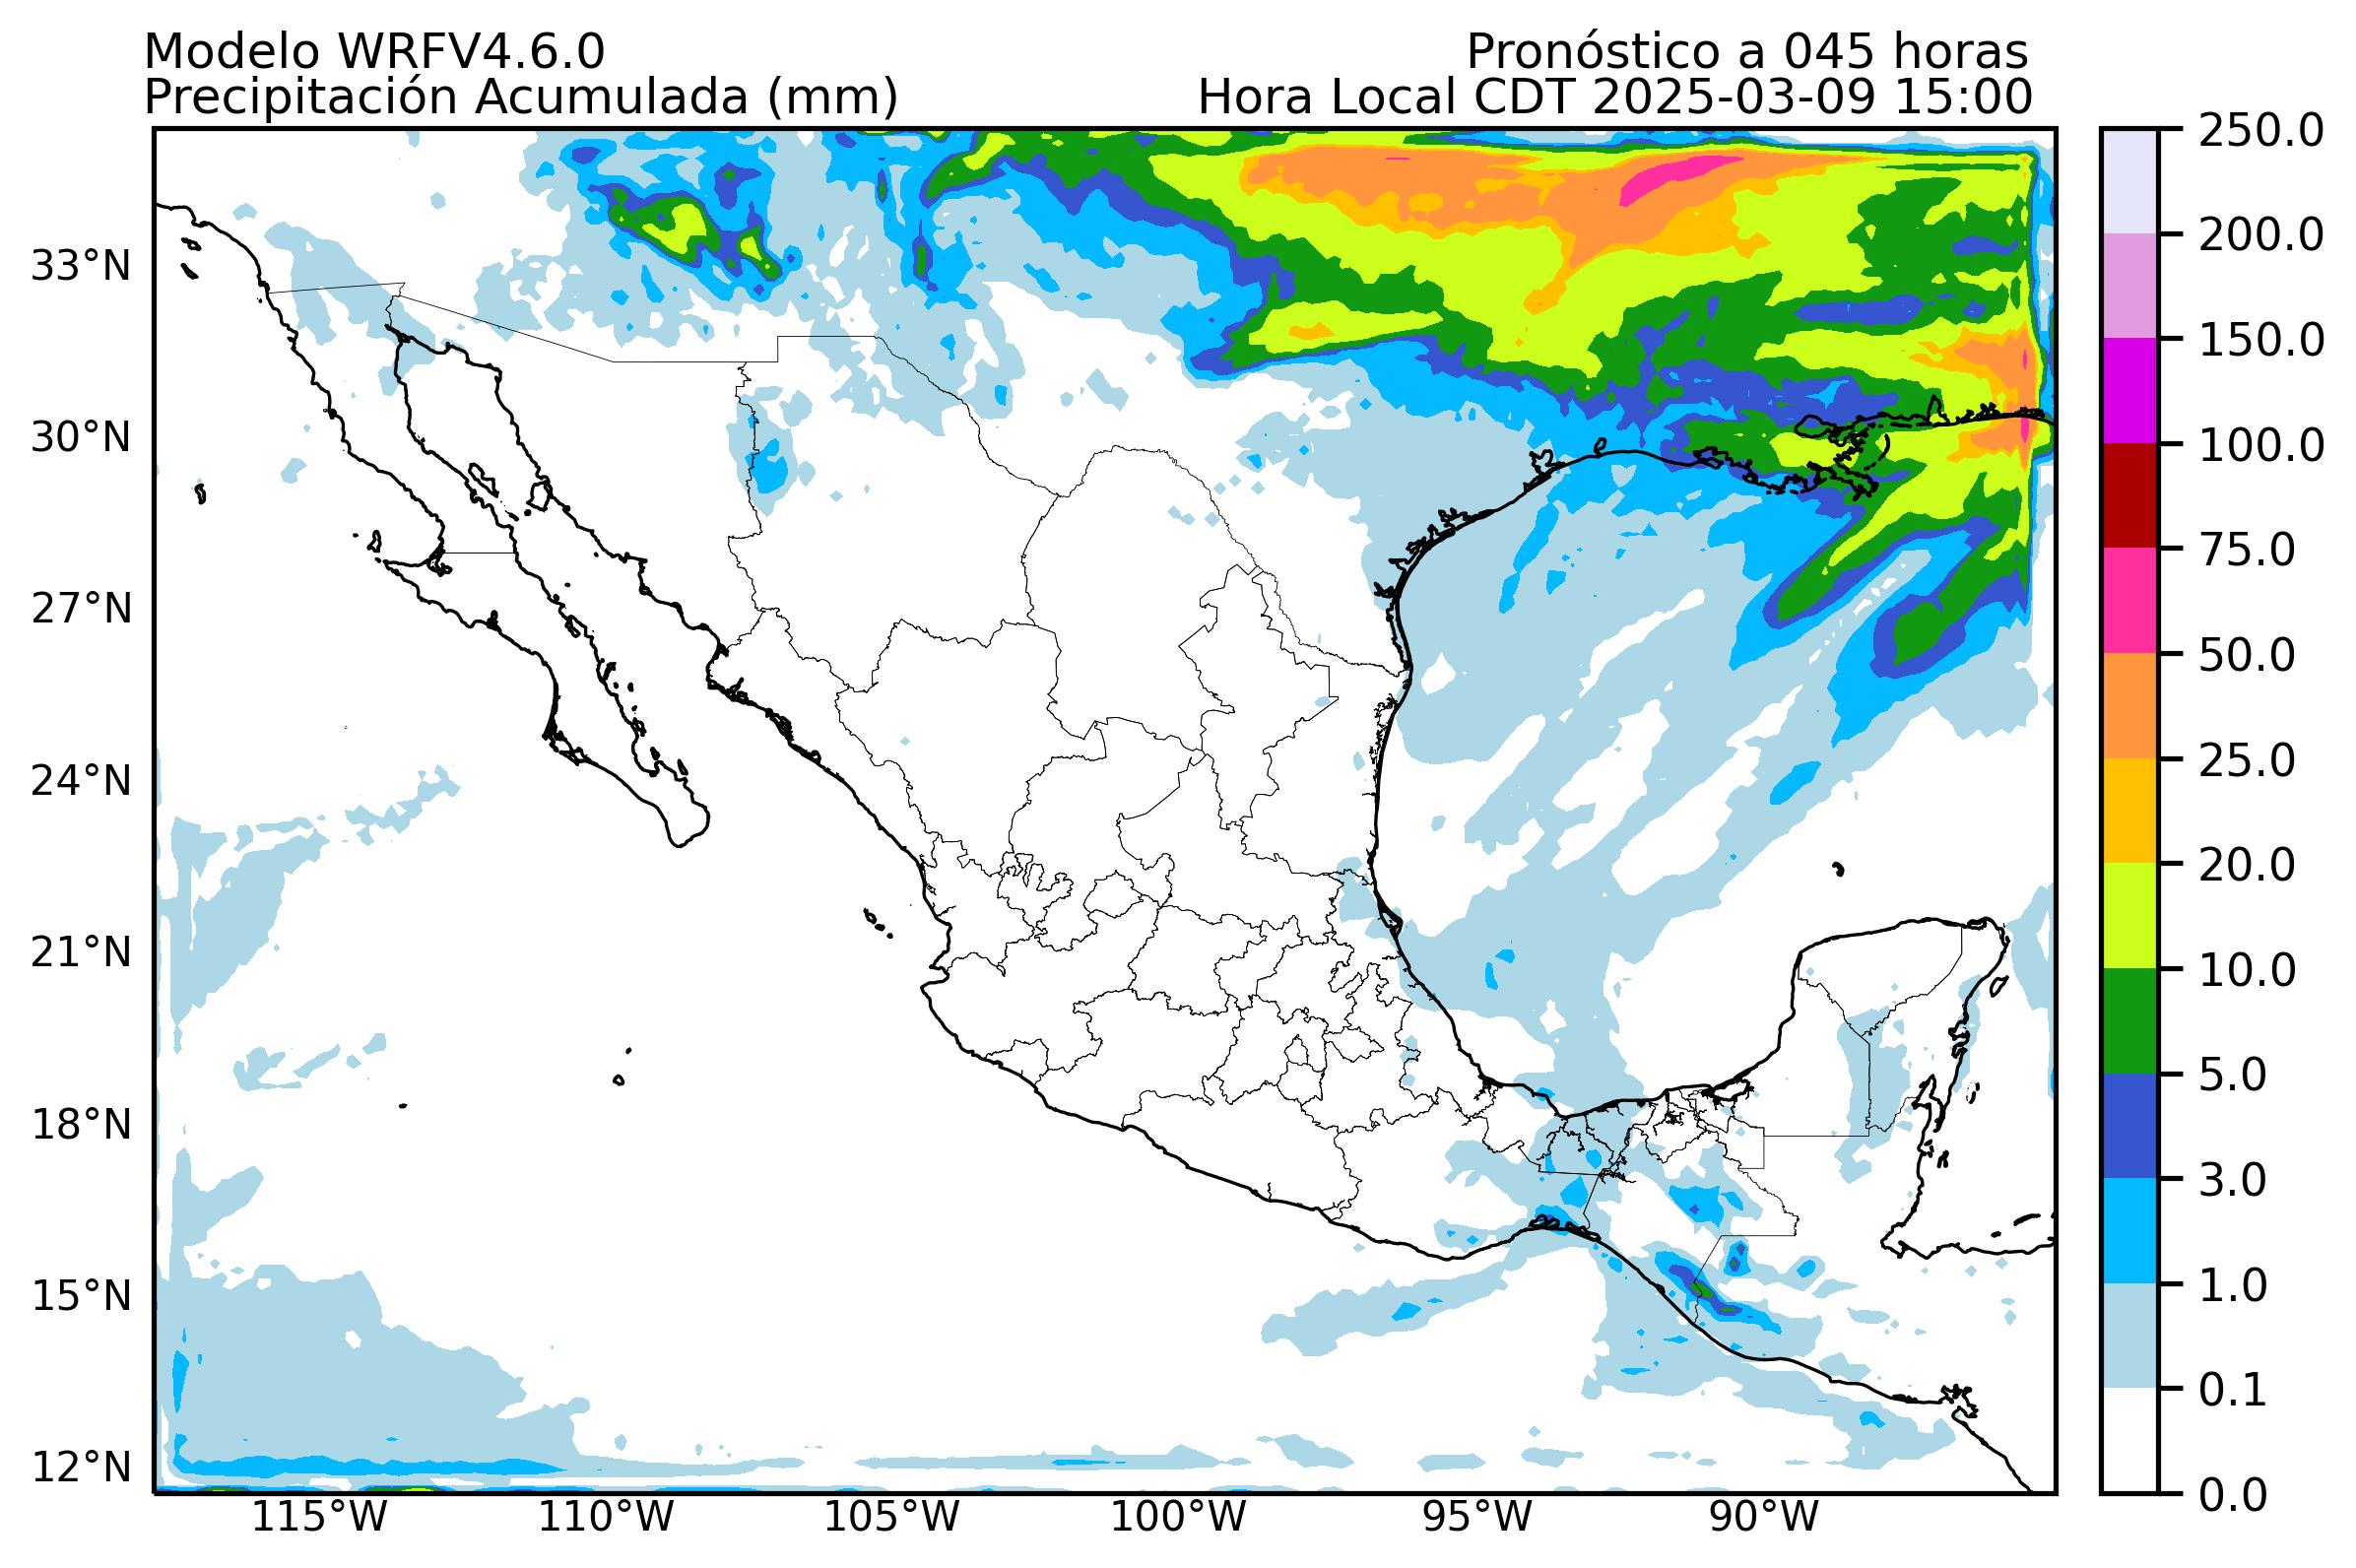 Modelo WRFV4.6.0
Pronóstico a 045 horas
Precipitación Acumulada (mm)
Hora Local CDT 2025-03-09 15:00
33°N
30°N
27°N
24°N
21°N
18°N
15°N
12°N
115°W
110°W
105°W
100°W
95°W
90°W
250.0
200.0
150.0
100.0
75.0
50.0
25.0
20.0
10.0
5.0
3.0
1.0
0.1
0.0